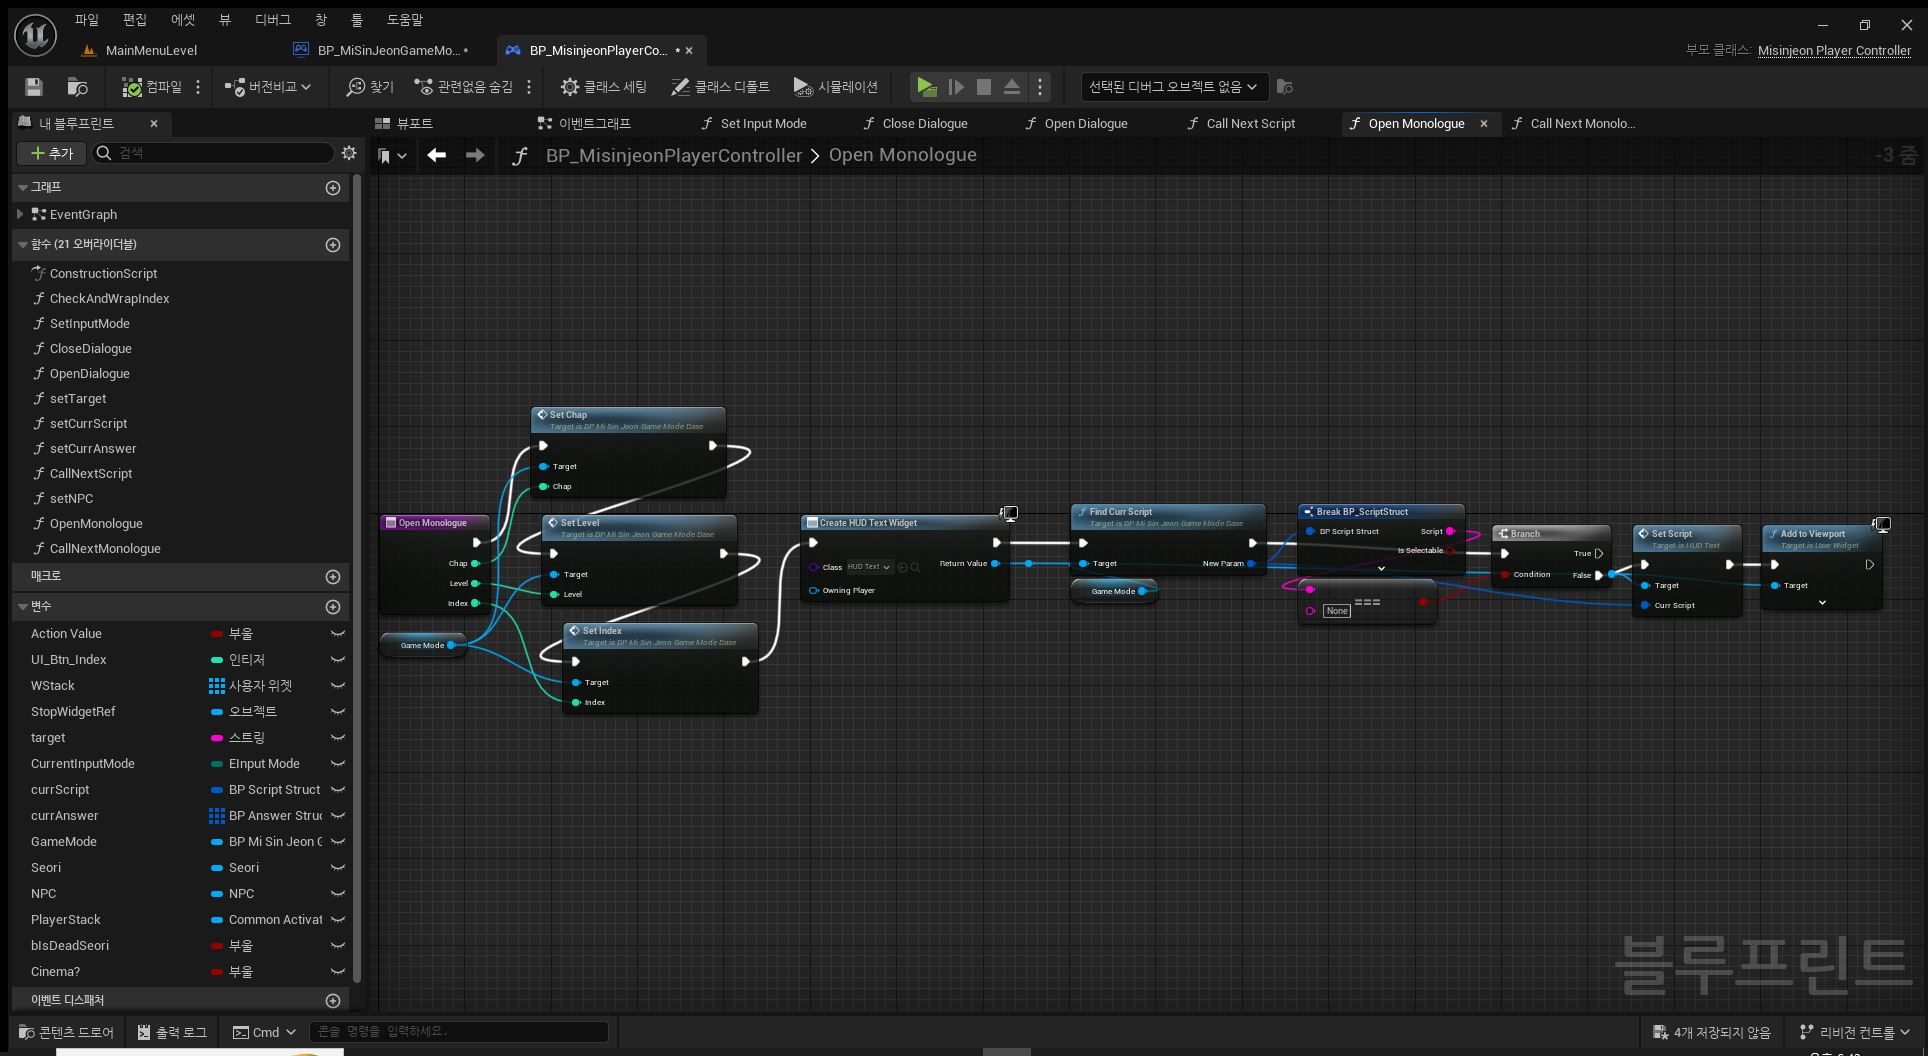 파일 편집 에셋 뷰 디버그 창 툴 도움말
MainMenuLevel BP_MiSinJeonGameMo...* BP_MisinjeonPlayerCo... *
부모 클래스: Misinjeon Player Controller
컴파일 버전비교 찾기 관련없음 숨김 클래스 세팅 클래스 디폴트 시뮬레이션 선택된 디버그 오브젝트 없음
내 블루프린트
뷰포트 이벤트그래프 Set Input Mode Close Dialogue Open Dialogue Call Next Script Open Monologue Call Next Monolo...
추가 검색
BP_MisinjeonPlayerController > Open Monologue
-3 줌
그래프
EventGraph
함수 (21 오버라이더블)
ConstructionScript
CheckAndWrapIndex
SetInputMode
CloseDialogue
OpenDialogue
setTarget
setCurrScript
setCurrAnswer
CallNextScript
setNPC
OpenMonologue
CallNextMonologue
매크로
변수
Action Value 부울
UI_Btn_Index 인티저
WStack 사용자 위젯
StopWidgetRef 오브젝트
target 스트링
CurrentInputMode EInput Mode
currScript BP Script Struct
currAnswer BP Answer Struc
GameMode BP Mi Sin Jeon G
Seori Seori
NPC NPC
PlayerStack Common Activat
bIsDeadSeori 부울
Cinema? 부울
이벤트 디스패처
Open Monologue
Chap
Level
Index
Game Mode
Set Chap
Target is BP Mi Sin Jeon Game Mode Base
Target
Chap
Set Level
Target is BP Mi Sin Jeon Game Mode Base
Target
Level
Set Index
Target is BP Mi Sin Jeon Game Mode Base
Target
Index
Create HUD Text Widget
Class HUD Text Return Value
Owning Player
Find Curr Script
Target is BP Mi Sin Jeon Game Mode Base
Target New Param
Game Mode
Break BP_ScriptStruct
BP Script Struct Script
Is Selectable
===
None
Branch
True
Condition False
Set Script
Target is HUD Text
Target
Curr Script
Add to Viewport
Target is User Widget
Target
블루프린트
콘텐츠 드로어 출력 로그 Cmd 콘솔 명령을 입력하세요.
4개 저장되지 않음 리비전 컨트롤